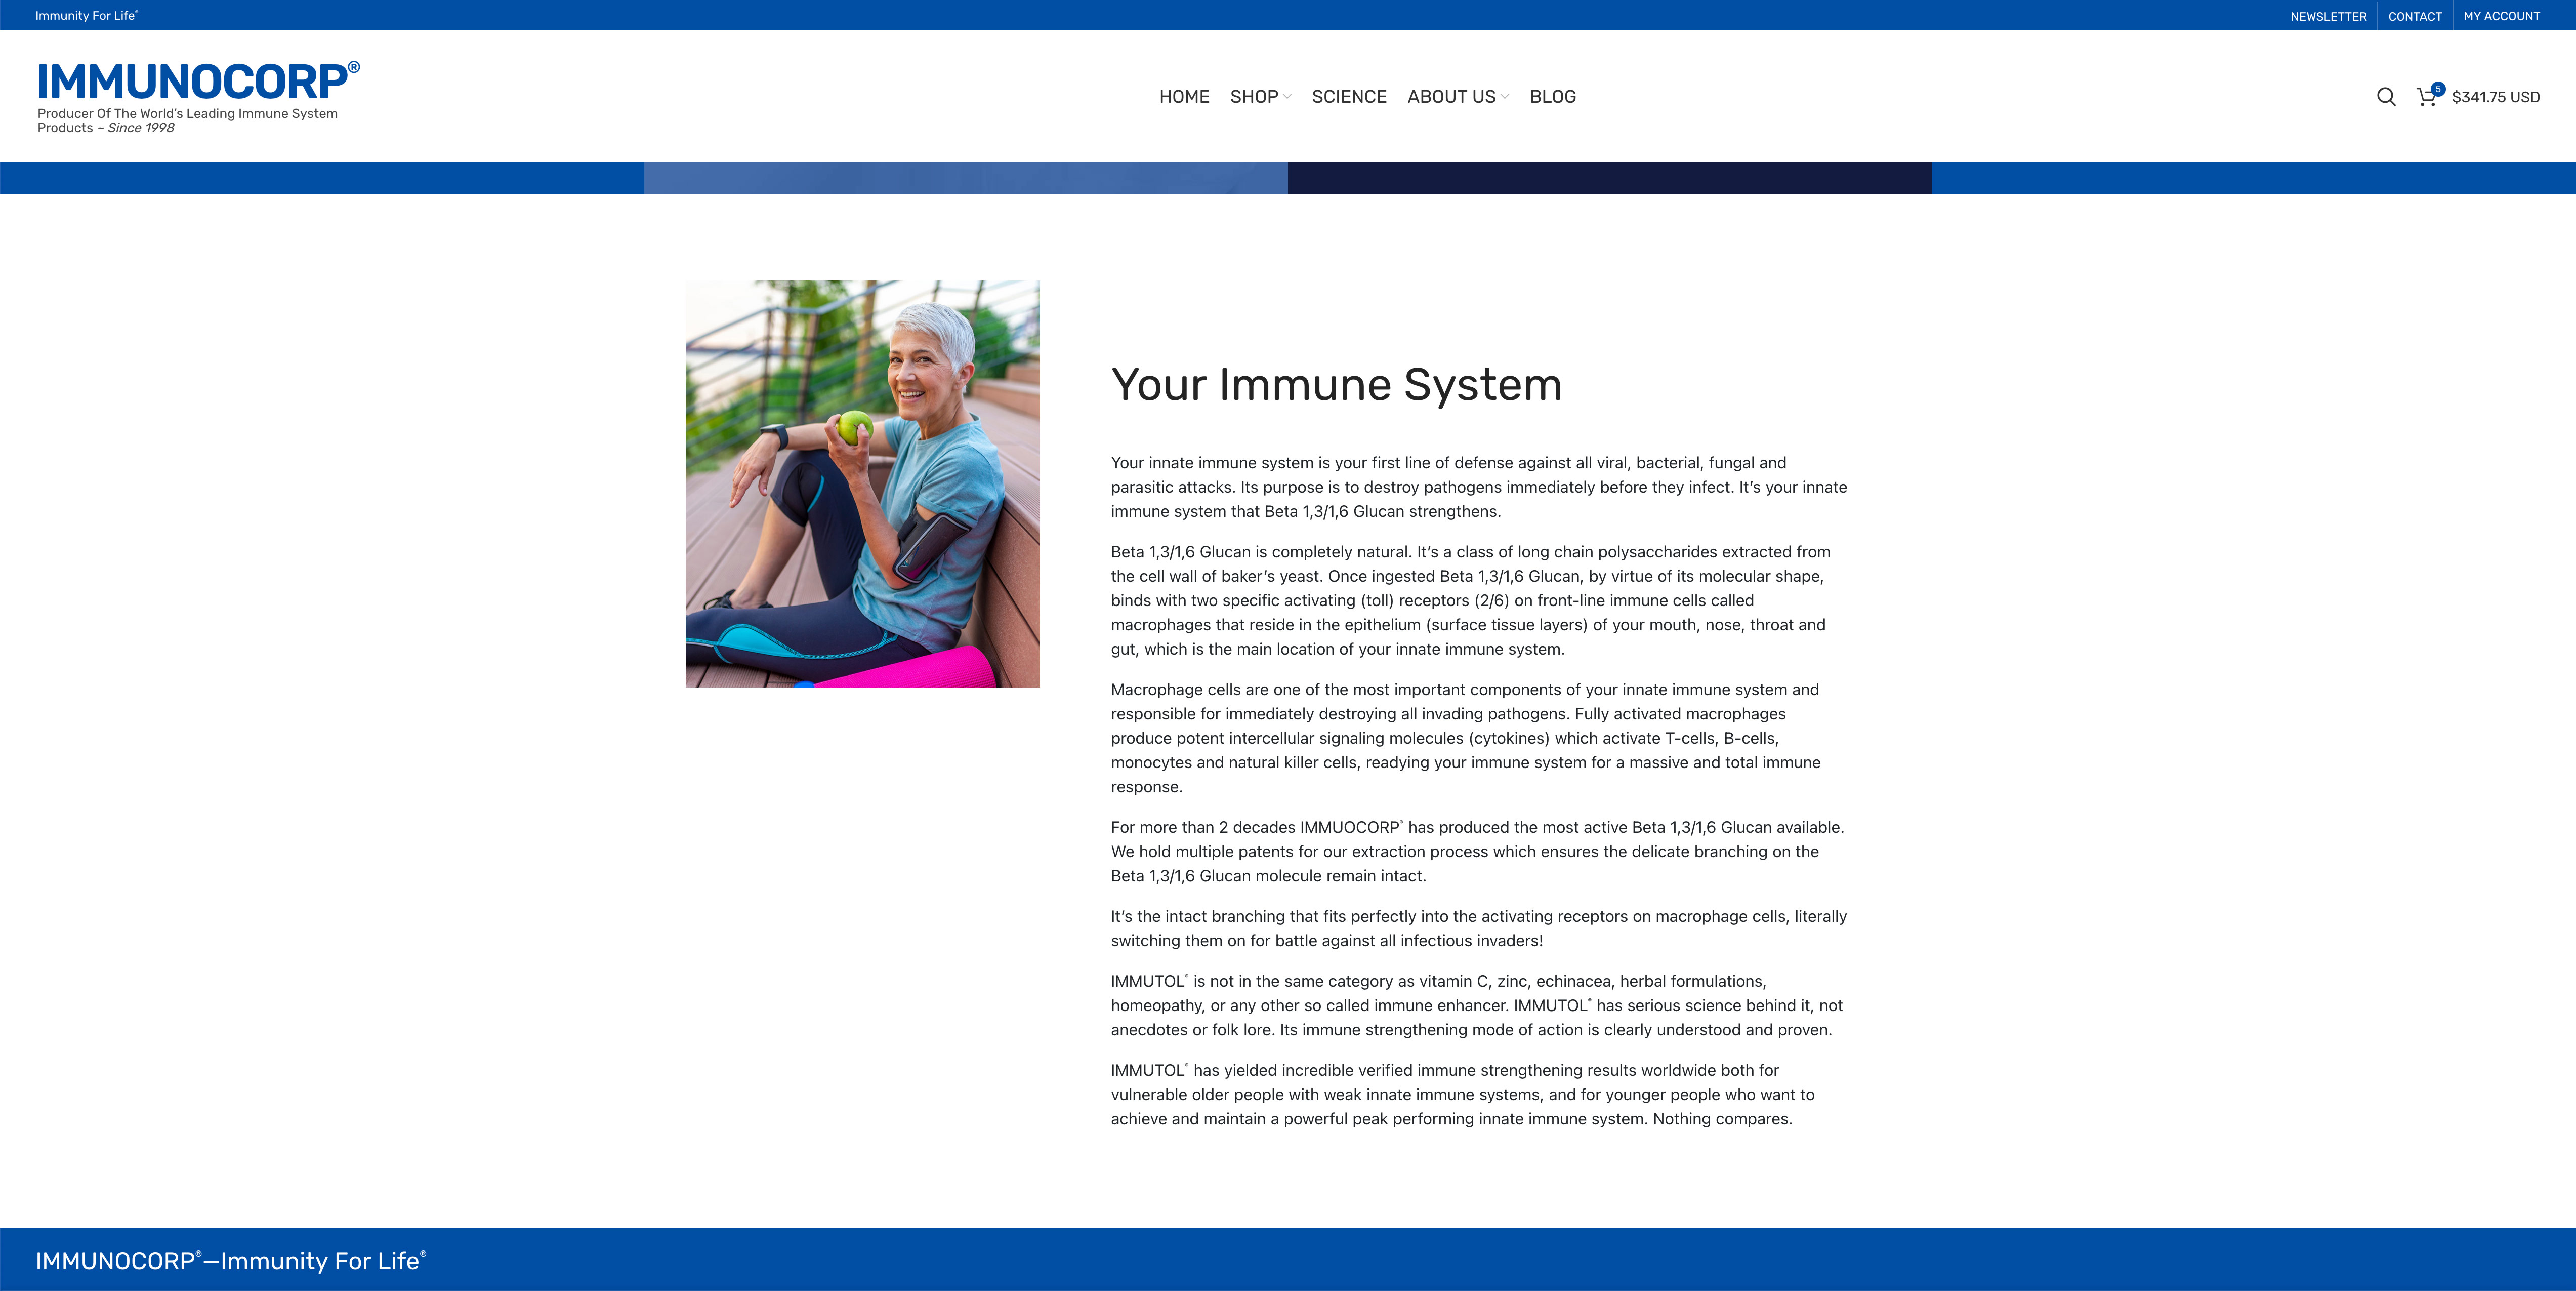 Immunity For Life®
NEWSLETTER
CONTACT
MY ACCOUNT
IMMUNOCORP®
Producer Of The World's Leading Immune System
Products ~ Since 1998
HOME
SHOP
SCIENCE
ABOUT US
BLOG
5
$341.75 USD
Your Immune System
Your innate immune system is your first line of defense against all viral, bacterial, fungal and
parasitic attacks. Its purpose is to destroy pathogens immediately before they infect. It's your innate
immune system that Beta 1,3/1,6 Glucan strengthens.
Beta 1,3/1,6 Glucan is completely natural. It's a class of long chain polysaccharides extracted from
the cell wall of baker's yeast. Once ingested Beta 1,3/1,6 Glucan, by virtue of its molecular shape,
binds with two specific activating (toll) receptors (2/6) on front-line immune cells called
macrophages that reside in the epithelium (surface tissue layers) of your mouth, nose, throat and
gut, which is the main location of your innate immune system.
Macrophage cells are one of the most important components of your innate immune system and
responsible for immediately destroying all invading pathogens. Fully activated macrophages
produce potent intercellular signaling molecules (cytokines) which activate T-cells, B-cells,
monocytes and natural killer cells, readying your immune system for a massive and total immune
response.
For more than 2 decades IMMUOCORP® has produced the most active Beta 1,3/1,6 Glucan available.
We hold multiple patents for our extraction process which ensures the delicate branching on the
Beta 1,3/1,6 Glucan molecule remain intact.
It's the intact branching that fits perfectly into the activating receptors on macrophage cells, literally
switching them on for battle against all infectious invaders!
IMMUTOL® is not in the same category as vitamin C, zinc, echinacea, herbal formulations,
homeopathy, or any other so called immune enhancer. IMMUTOL® has serious science behind it, not
anecdotes or folk lore. Its immune strengthening mode of action is clearly understood and proven.
IMMUTOL® has yielded incredible verified immune strengthening results worldwide both for
vulnerable older people with weak innate immune systems, and for younger people who want to
achieve and maintain a powerful peak performing innate immune system. Nothing compares.
IMMUNOCORP®—Immunity For Life®